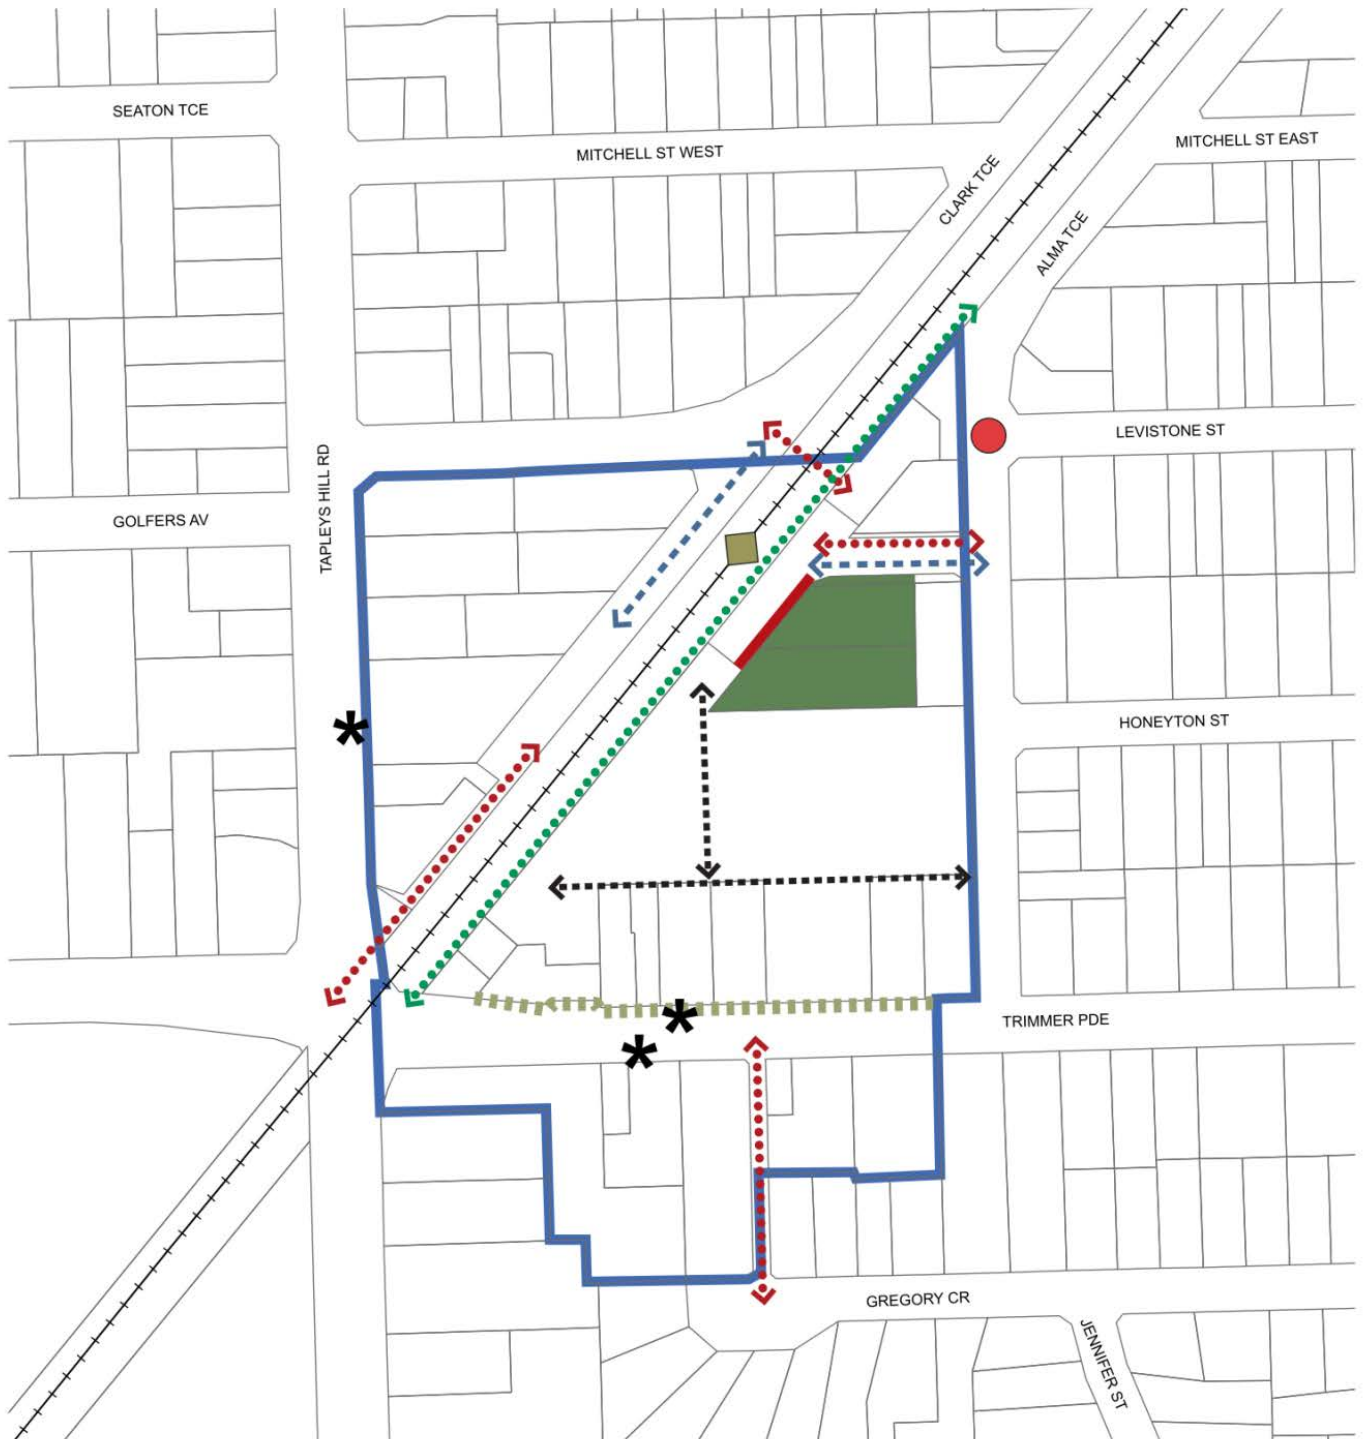 SEATON TCE
MITCHELL ST WEST
MITCHELL ST EAST
CLARK TCE
ALMA TCE
LEVISTONE ST
TAPLEYS HILL RD
GOLFERS AV
HONEYTON ST
TRIMMER PDE
GREGORY CR
JENNIFER ST